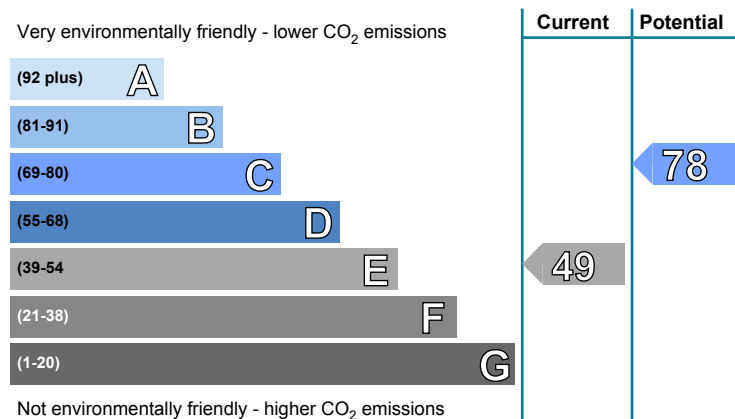 Very environmentally friendly - lower CO2 emissions
Current
Potential
(92 plus) A
(81-91) B
(69-80) C
78
(55-68) D
(39-54 E
49
(21-38) F
(1-20) G
Not environmentally friendly - higher CO2 emissions